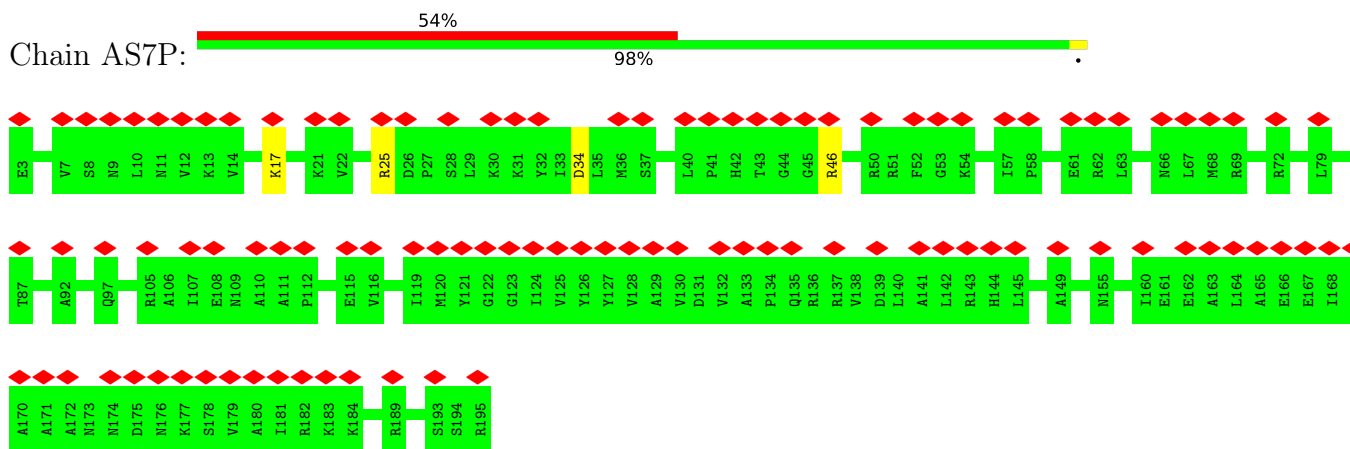 54%
Chain AS7P:
98%
•
E3 V7 S8 N9 L10 N11 V12 K13 V14 K17 K21 V22 R25 D26 P27 S28 L29 K30 K31 Y32 I33 D34 L35 M36 S37 L40 P41 H42 T43 G44 G45 R46 R50 R51 F52 G53 K54 I57 P58 E61 R62 L63 N66 L67 M68 R69 R72 L79
T87 A92 Q97 R105 A106 I107 E108 N109 A110 A111 P112 E115 V116 I119 M120 Y121 G122 G123 I124 V125 Y126 Y127 V128 A129 V130 D131 V132 A133 P134 Q135 R136 R137 V138 D139 L140 A141 L142 R143 H144 L145 A149 N155 I160 E161 E162 A163 L164 A165 E166 E167 I168
A170 A171 A172 N173 N174 D175 N176 K177 S178 V179 A180 I181 R182 K183 K184 R189 S193 S194 R195